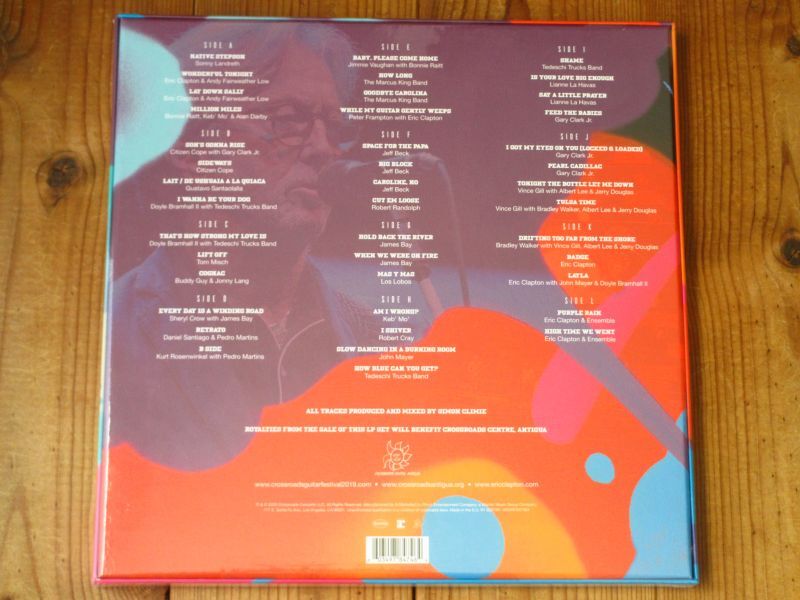 SIDE A
NATIVE STEPSON
Sonny Landreth
WONDERFUL TONIGHT
Eric Clapton & Andy Fairweather Low
LAY DOWN SALLY
Eric Clapton & Andy Fairweather Low
MILLION MILES
Bonnie Raitt, Keb' Mo' & Alan Darby
SIDE B
SON'S GONNA RISE
Citizen Cope with Gary Clark Jr.
SIDEWAYS
Citizen Cope
LAIT / DE USHUAIA A LA QUIACA
Gustavo Santaolalla
I WANNA BE YOUR DOG
Doyle Bramhall II with Tedeschi Trucks Band
SIDE C
THAT'S HOW STRONG MY LOVE IS
Doyle Bramhall II with Tedeschi Trucks Band
LIFT OFF
Tom Misch
COGNAC
Buddy Guy & Jonny Lang
SIDE D
EVERY DAY IS A WINDING ROAD
Sheryl Crow with James Bay
RETRATO
Daniel Santiago & Pedro Martins
B SIDE
Kurt Rosenwinkel with Pedro Martins
SIDE E
BABY, PLEASE COME HOME
Jimmie Vaughan with Bonnie Raitt
HOW LONG
The Marcus King Band
GOODBYE CAROLINA
The Marcus King Band
WHILE MY GUITAR GENTLY WEEPS
Peter Frampton with Eric Clapton
SIDE F
SPACE FOR THE PAPA
Jeff Beck
BIG BLOCK
Jeff Beck
CAROLINE, NO
Jeff Beck
CUT EM LOOSE
Robert Randolph
SIDE G
HOLD BACK THE RIVER
James Bay
WHEN WE WERE ON FIRE
James Bay
MAS Y MAS
Los Lobos
SIDE H
AM I WRONG?
Keb' Mo'
I SHIVER
Robert Cray
SLOW DANCING IN A BURNING ROOM
John Mayer
HOW BLUE CAN YOU GET?
Tedeschi Trucks Band
SIDE I
SHAME
Tedeschi Trucks Band
IS YOUR LOVE BIG ENOUGH
Lianne La Havas
SAY A LITTLE PRAYER
Lianne La Havas
FEED THE BABIES
Gary Clark Jr.
SIDE J
I GOT MY EYES ON YOU (LOCKED & LOADED)
Gary Clark Jr.
PEARL CADILLAC
Gary Clark Jr.
TONIGHT THE BOTTLE LET ME DOWN
Vince Gill with Albert Lee & Jerry Douglas
TULSA TIME
Vince Gill with Bradley Walker, Albert Lee & Jerry Douglas
SIDE K
DRIFTING TOO FAR FROM THE SHORE
Bradley Walker with Vince Gill, Albert Lee & Jerry Douglas
BADGE
Eric Clapton
LAYLA
Eric Clapton with John Mayer & Doyle Bramhall II
SIDE L
PURPLE RAIN
Eric Clapton & Ensemble
HIGH TIME WE WENT
Eric Clapton & Ensemble
ALL TRACKS PRODUCED AND MIXED BY SIMON CLIMIE
ROYALTIES FROM THE SALE OF THIS LP SET WILL BENEFIT CROSSROADS CENTRE, ANTIGUA
www.crossroadsguitarfestival2019.com
www.crossroadsantigua.org
www.ericclapton.com